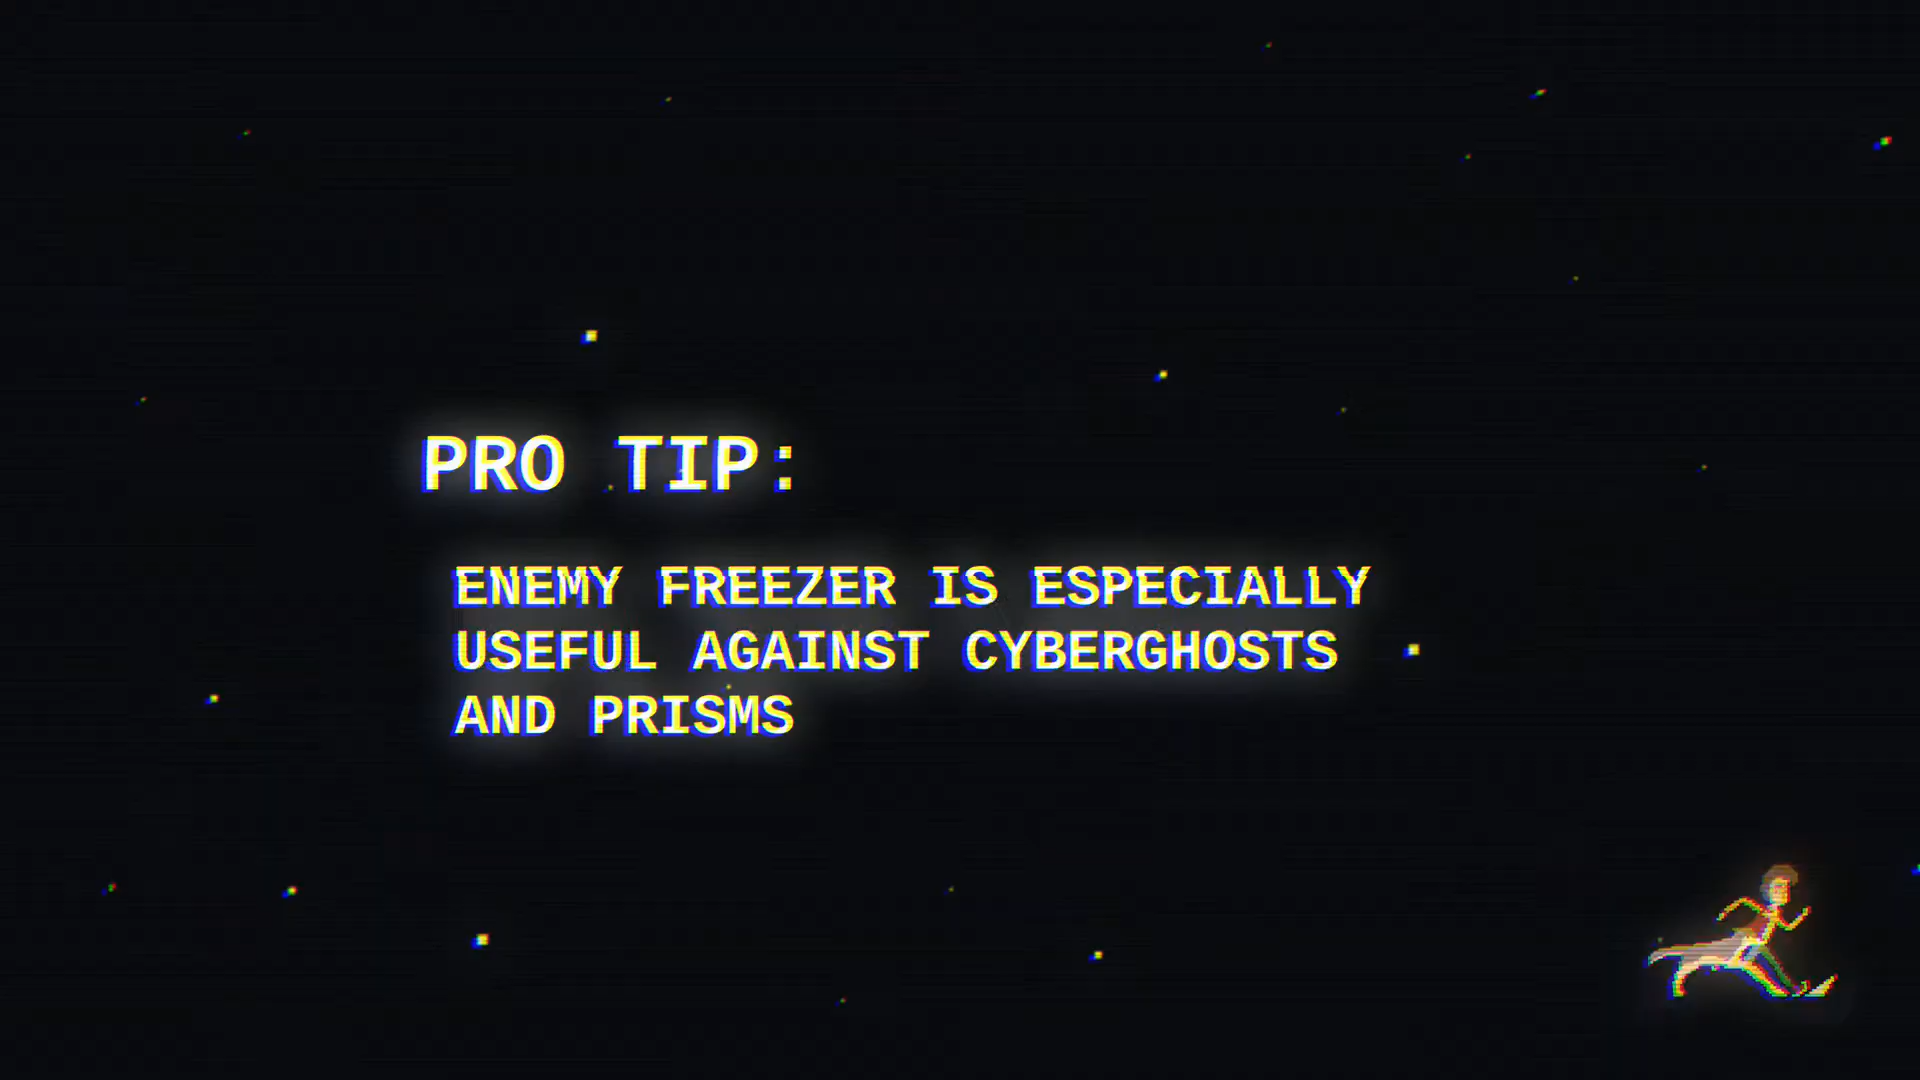 PRO TIP:
ENEMY FREEZER IS ESPECIALLY
USEFUL AGAINST CYBERGHOSTS
AND PRISMS